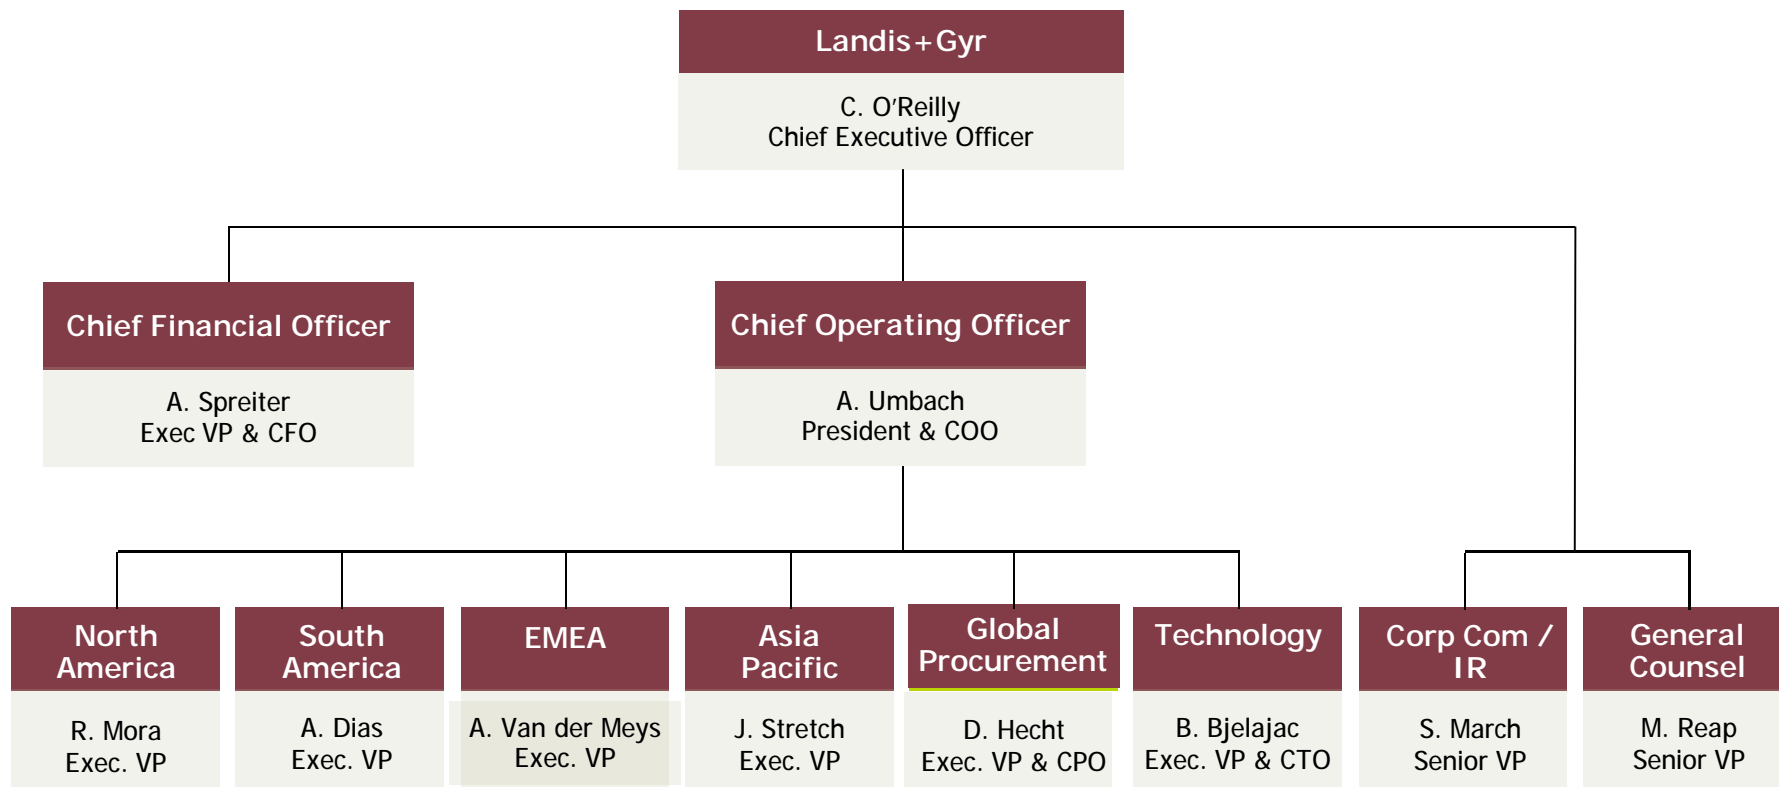 Landis+Gyr
C. O'Reilly
Chief Executive Officer
Chief Financial Officer
A. Spreiter
Exec VP & CFO
Chief Operating Officer
A. Umbach
President & COO
North
America
R. Mora
Exec. VP
South
America
A. Dias
Exec. VP
EMEA
A. Van der Meys
Exec. VP
Asia
Pacific
J. Stretch
Exec. VP
Global
Procurement
D. Hecht
Exec. VP & CPO
Technology
B. Bjelajac
Exec. VP & CTO
Corp Com /
IR
S. March
Senior VP
General
Counsel
M. Reap
Senior VP